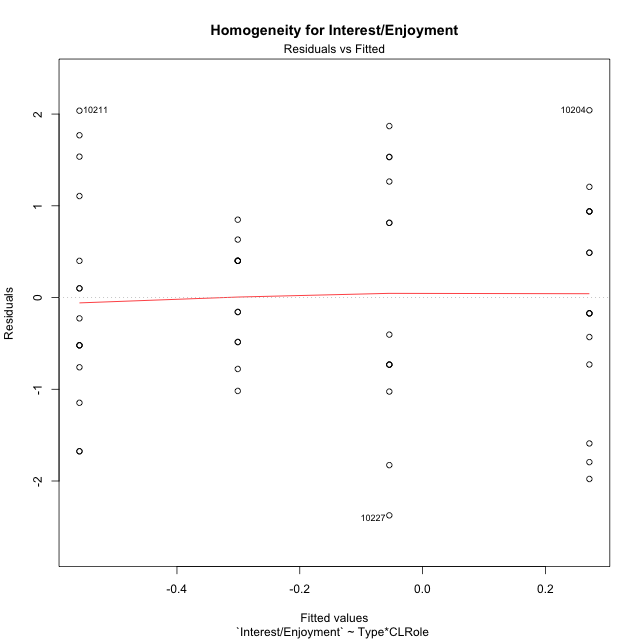 Homogeneity for Interest/Enjoyment
Residuals vs Fitted
10211
10204
10227
2
1
0
-1
-2
Residuals
-0.4
-0.2
0.0
0.2
Fitted values
`Interest/Enjoyment` ~ Type*CLRole